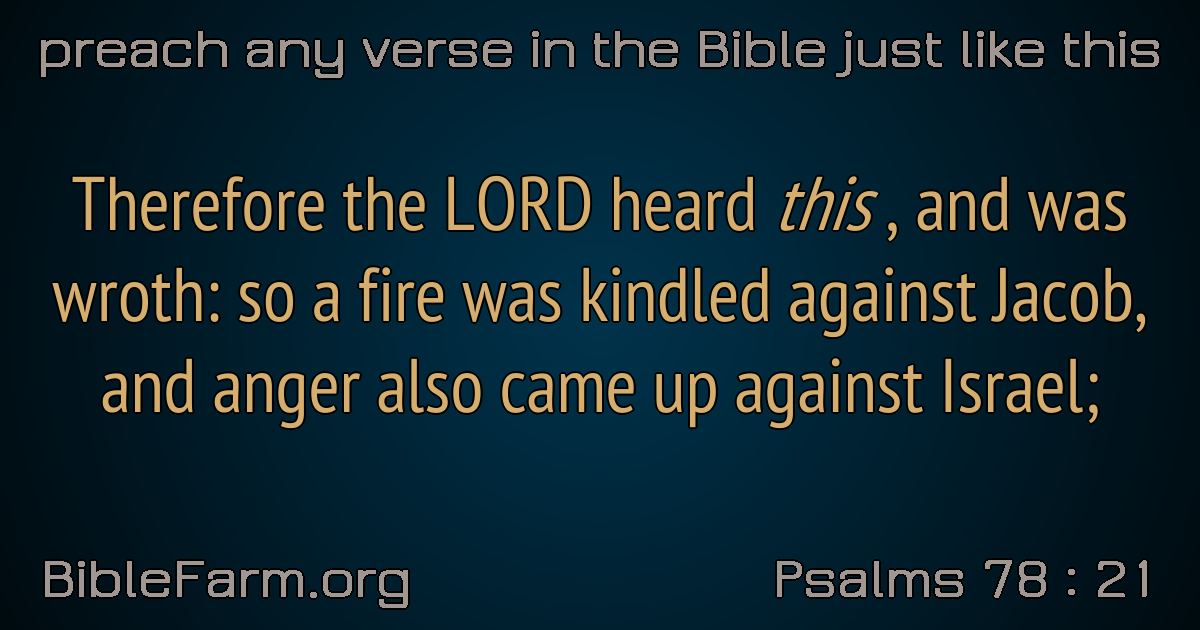 preach any verse in the Bible just like this
Therefore the LORD heard this , and was
wroth: so a fire was kindled against Jacob,
and anger also came up against Israel;
BibleFarm.org
Psalms 78 : 21